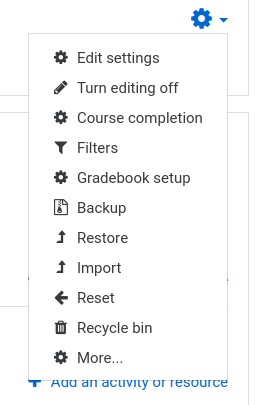 Edit settings
Turn editing off
Course completion
Filters
Gradebook setup
Backup
Restore
Import
Reset
Recycle bin
More...
Add an activity or resource